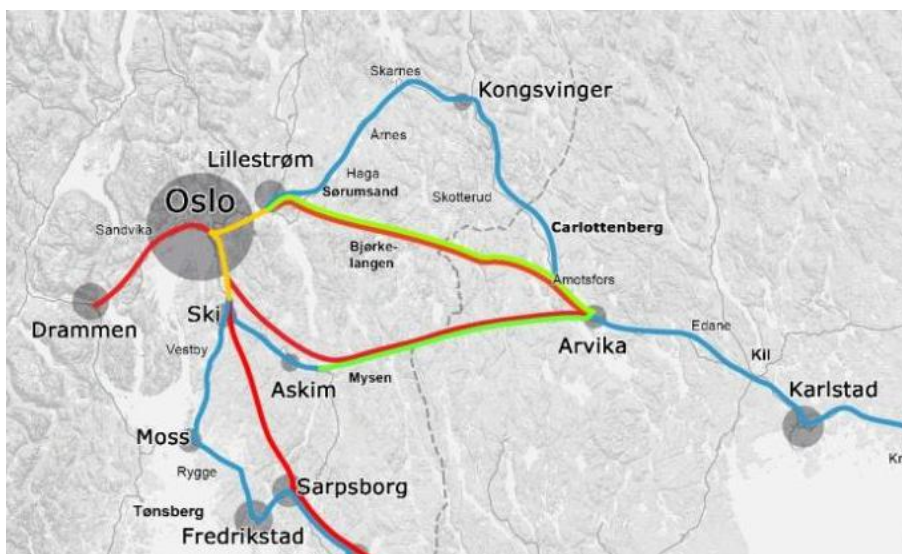 Skarnes
Kongsvinger
Årnes
Lillestrøm
Haga
Sørumsand
Oslo
Skotterud
Sandvika
Carlottenberg
Bjørke-
langen
Åmotsfors
Drammen
Ski
Vestby
Arvika
Edane
Kil
Askim
Mysen
Karlstad
Moss
Rygge
Kr
Sarpsborg
Tønsberg
Fredrikstad